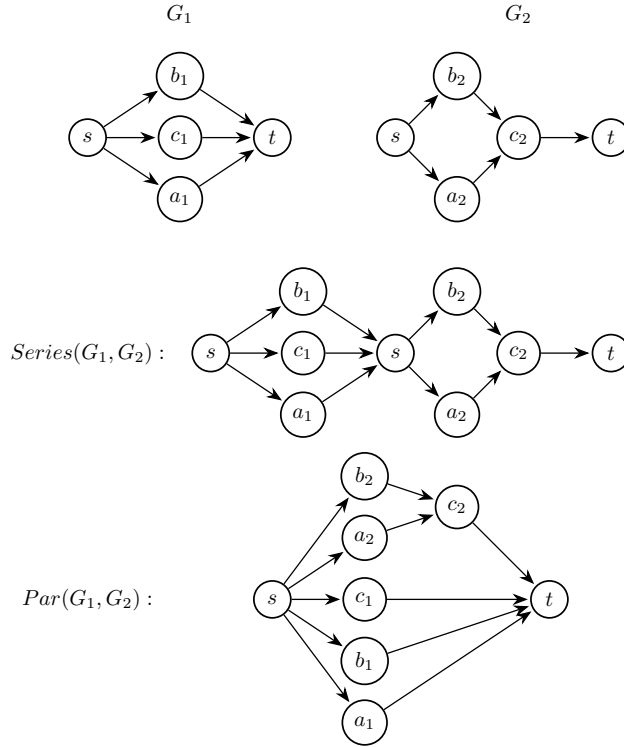 G₁ G₂
b₁ b₂
s c₁ t s c₂ t
a₁ a₂
b₁ b₂
Series(G₁, G₂) : s c₁ s c₂ t
a₁ a₂
b₂
c₂
a₂
Par(G₁, G₂) : s c₁ t
b₁
a₁